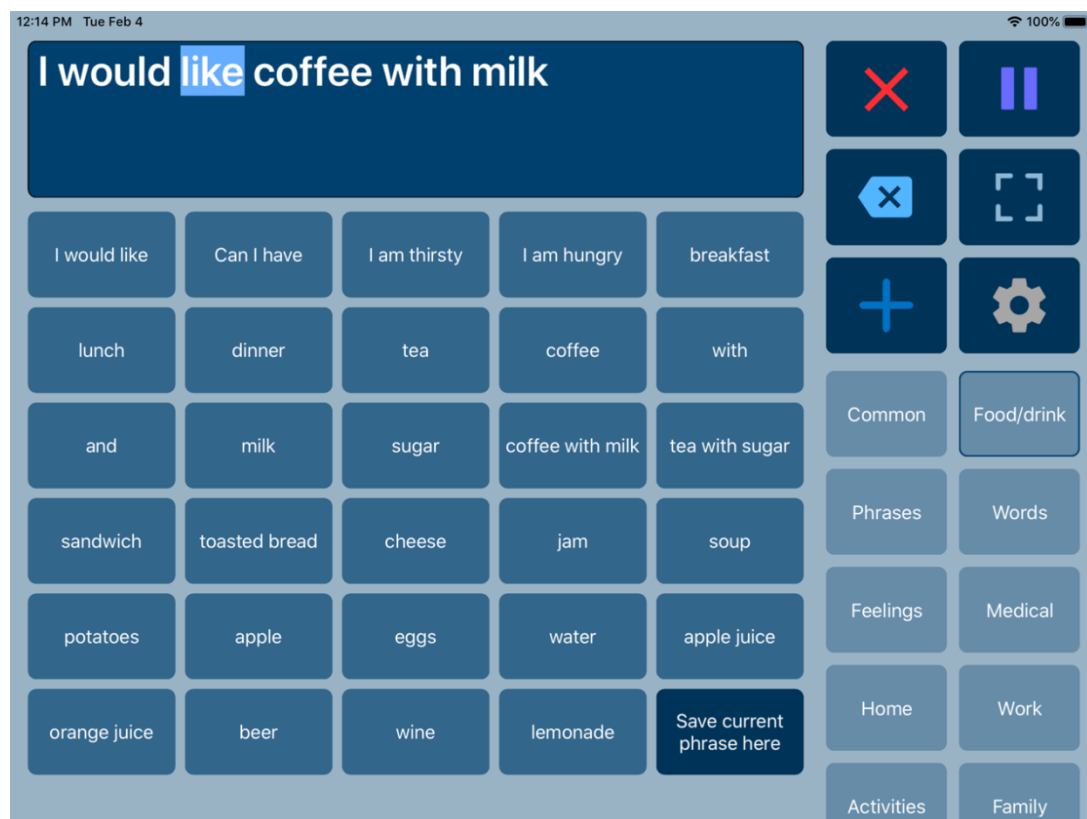 12:14 PM Tue Feb 4
100%
I would like coffee with milk
I would like
Can I have
I am thirsty
I am hungry
breakfast
lunch
dinner
tea
coffee
with
and
milk
sugar
coffee with milk
tea with sugar
sandwich
toasted bread
cheese
jam
soup
potatoes
apple
eggs
water
apple juice
orange juice
beer
wine
lemonade
Save current
phrase here
Common
Food/drink
Phrases
Words
Feelings
Medical
Home
Work
Activities
Family